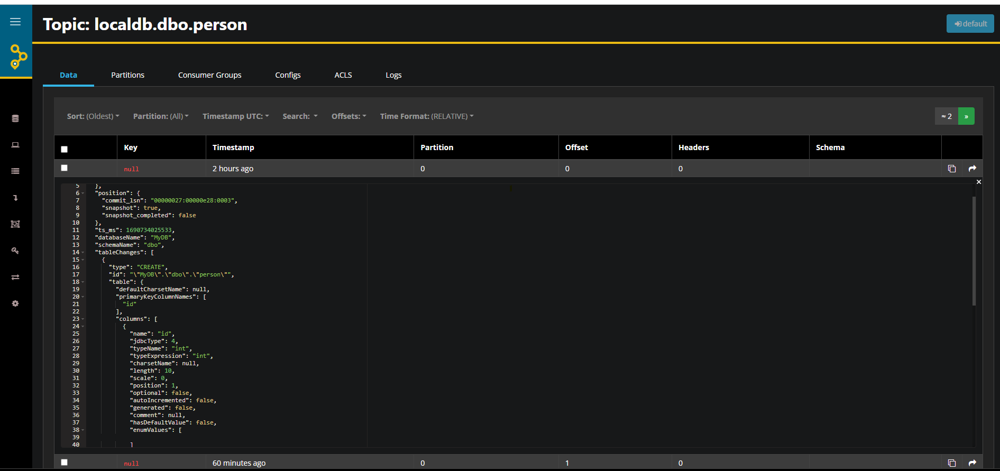 Topic: localdb.dbo.person
default
Data Partitions Consumer Groups Configs ACLS Logs
Sort: (Oldest) Partition: (All) Timestamp UTC: Search: Offsets: Time Format: (RELATIVE) ≈ 2 »
Key Timestamp Partition Offset Headers Schema
null 2 hours ago 0 0 0
×
5 },
6 "position": {
7 "commit_lsn": "00000027:00000e28:0003",
8 "snapshot": true,
9 "snapshot_completed": false
10 },
11 "ts_ms": 1690734025533,
12 "databaseName": "MyDB",
13 "schemaName": "dbo",
14 "tableChanges": [
15 {
16 "type": "CREATE",
17 "id": "\"MyDB\".\"dbo\".\"person\"",
18 "table": {
19 "defaultCharsetName": null,
20 "primaryKeyColumnNames": [
21 "id"
22 ],
23 "columns": [
24 {
25 "name": "id",
26 "jdbcType": 4,
27 "typeName": "int",
28 "typeExpression": "int",
29 "charsetName": null,
30 "length": 10,
31 "scale": 0,
32 "position": 1,
33 "optional": false,
34 "autoIncremented": false,
35 "generated": false,
36 "comment": null,
37 "hasDefaultValue": false,
38 "enumValues": [
39
40 ]
null 60 minutes ago 0 1 0